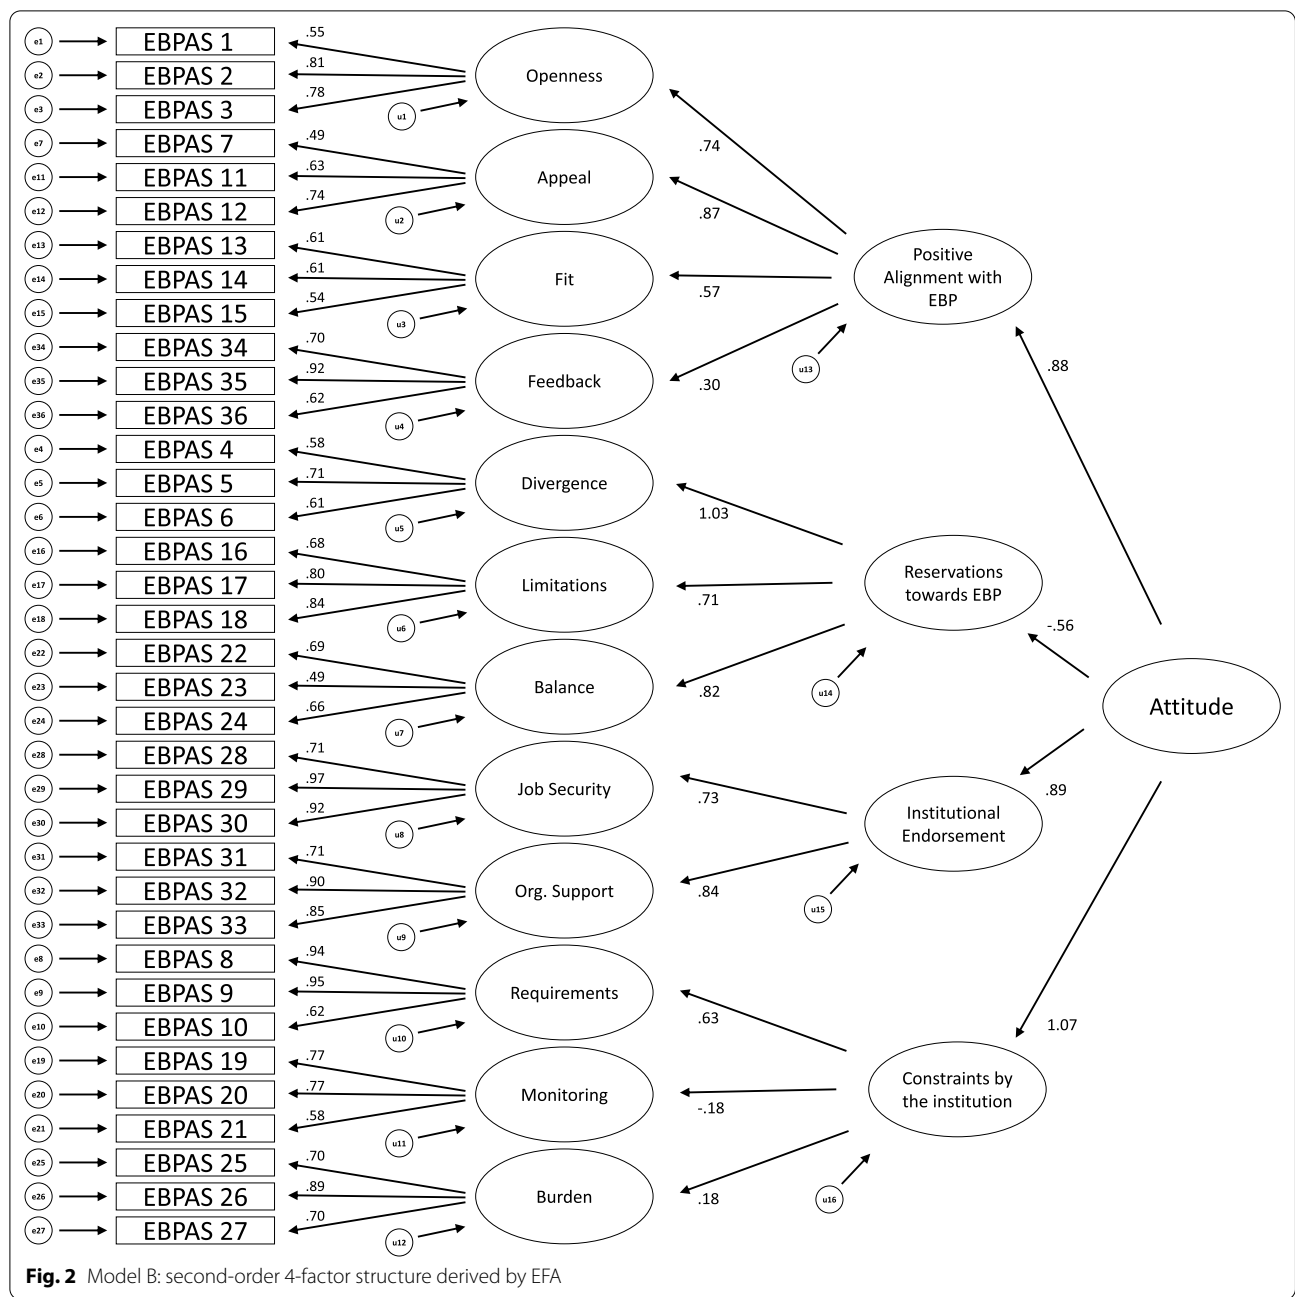 e1 EBPAS 1 .55
e2 EBPAS 2 .81 Openness
e3 EBPAS 3 .78 u1
e7 EBPAS 7 .49 .74
e11 EBPAS 11 .63 Appeal
e12 EBPAS 12 .74 u2 .87
e13 EBPAS 13 .61 Positive
e14 EBPAS 14 .61 Fit .57 Alignment with
e15 EBPAS 15 .54 u3 EBP
e34 EBPAS 34 .70
e35 EBPAS 35 .92 Feedback .30 u13 .88
e36 EBPAS 36 .62 u4
e4 EBPAS 4 .58
e5 EBPAS 5 .71 Divergence
e6 EBPAS 6 .61 u5 1.03
e16 EBPAS 16 .68 Reservations
e17 EBPAS 17 .80 Limitations .71 towards EBP
e18 EBPAS 18 .84 u6 -.56
e22 EBPAS 22 .69
e23 EBPAS 23 .49 Balance .82 u14
e24 EBPAS 24 .66 u7 Attitude
e28 EBPAS 28 .71
e29 EBPAS 29 .97 Job Security .73 .89
e30 EBPAS 30 .92 u8 Institutional
Endorsement
e31 EBPAS 31 .71
e32 EBPAS 32 .90 Org. Support .84
e33 EBPAS 33 .85 u9 u15
e8 EBPAS 8 .94
e9 EBPAS 9 .95 Requirements
e10 EBPAS 10 .62 u10 .63 1.07
e19 EBPAS 19 .77 Constraints by
e20 EBPAS 20 .77 Monitoring -.18 the institution
e21 EBPAS 21 .58 u11
e25 EBPAS 25 .70
e26 EBPAS 26 .89 Burden .18 u16
e27 EBPAS 27 .70 u12
Fig. 2 Model B: second-order 4-factor structure derived by EFA